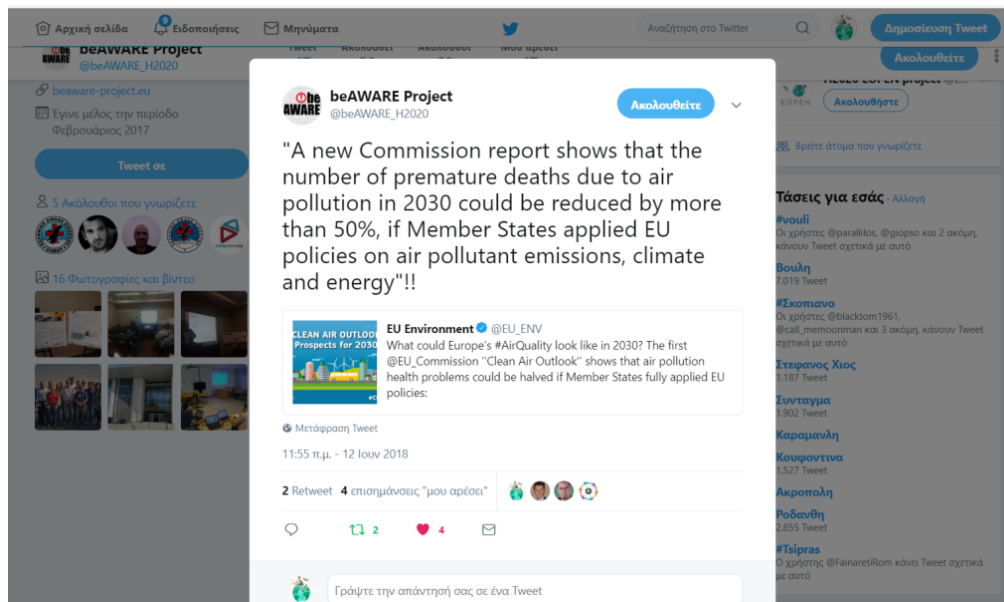 Αρχική σελίδα
9
Ειδοποιήσεις
Μηνύματα
Αναζήτηση στο Twitter
Δημοσίευση Tweet
beAWARE Project
@beAWARE_H2020
Ακολουθείτε
beaware-project.eu
Έγινε μέλος την περίοδο
Φεβρουάριος 2017
Tweet σε
5 Ακόλουθοι που γνωρίζετε
16 Φωτογραφίες και βίντεο
beAWARE Project
@beAWARE_H2020
Ακολουθείτε
"A new Commission report shows that the
number of premature deaths due to air
pollution in 2030 could be reduced by more
than 50%, if Member States applied EU
policies on air pollutant emissions, climate
and energy"!!
CLEAN AIR OUTLOOK
Prospects for 2030
EU Environment @EU_ENV
What could Europe's #AirQuality look like in 2030? The first
@EU_Commission "Clean Air Outlook" shows that air pollution
health problems could be halved if Member States fully applied EU
policies:
Μετάφραση Tweet
11:55 π.μ. - 12 Ιουν 2018
2 Retweet 4 επισημάνσεις "μου αρέσει"
2 4
Γράψτε την απάντησή σας σε ένα Tweet
H2020 EOPEN project
EOPEN
Ακολουθήστε
Βρείτε άτομα που γνωρίζετε
Τάσεις για εσάς · Αλλαγή
#vouli
Οι χρήστες @parallilos, @giopso και 2 ακόμη,
κάνουν Tweet σχετικά με αυτό
Βουλη
7.019 Tweet
#Σκοπιανο
Οι χρήστες @blacktom1961,
@call_memoonman και 3 ακόμη, κάνουν Tweet
σχετικά με αυτό
Στεφανος Χιος
1.187 Tweet
Συνταγμα
1.902 Tweet
Καραμανλη
Κουφοντινα
1.527 Tweet
Ακροπολη
Ροδανθη
2.855 Tweet
#Tsipras
Ο χρήστης @FainaretiRom κάνει Tweet σχετικά
με αυτό